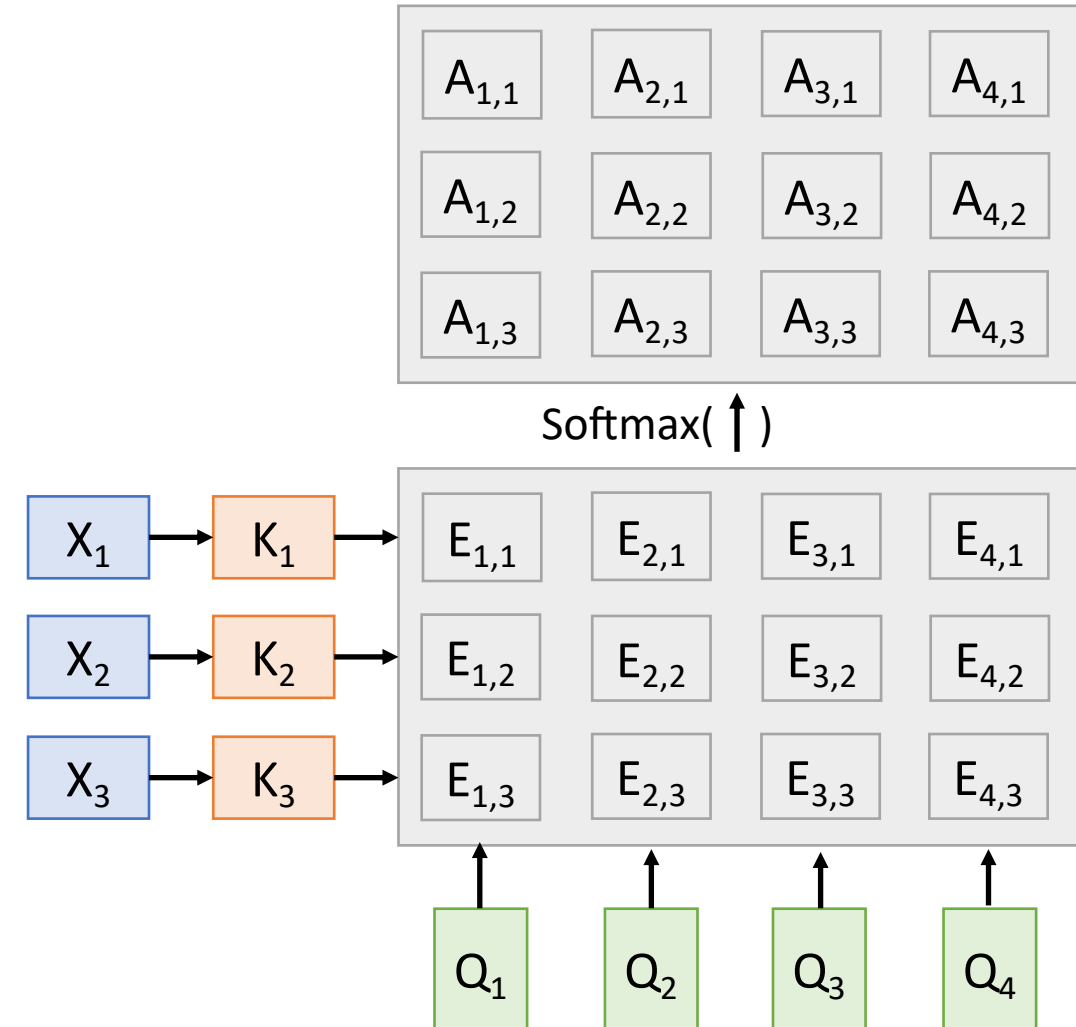 A1,1 A2,1 A3,1 A4,1
A1,2 A2,2 A3,2 A4,2
A1,3 A2,3 A3,3 A4,3
Softmax( ↑ )
X1 K1 E1,1 E2,1 E3,1 E4,1
X2 K2 E1,2 E2,2 E3,2 E4,2
X3 K3 E1,3 E2,3 E3,3 E4,3
Q1 Q2 Q3 Q4